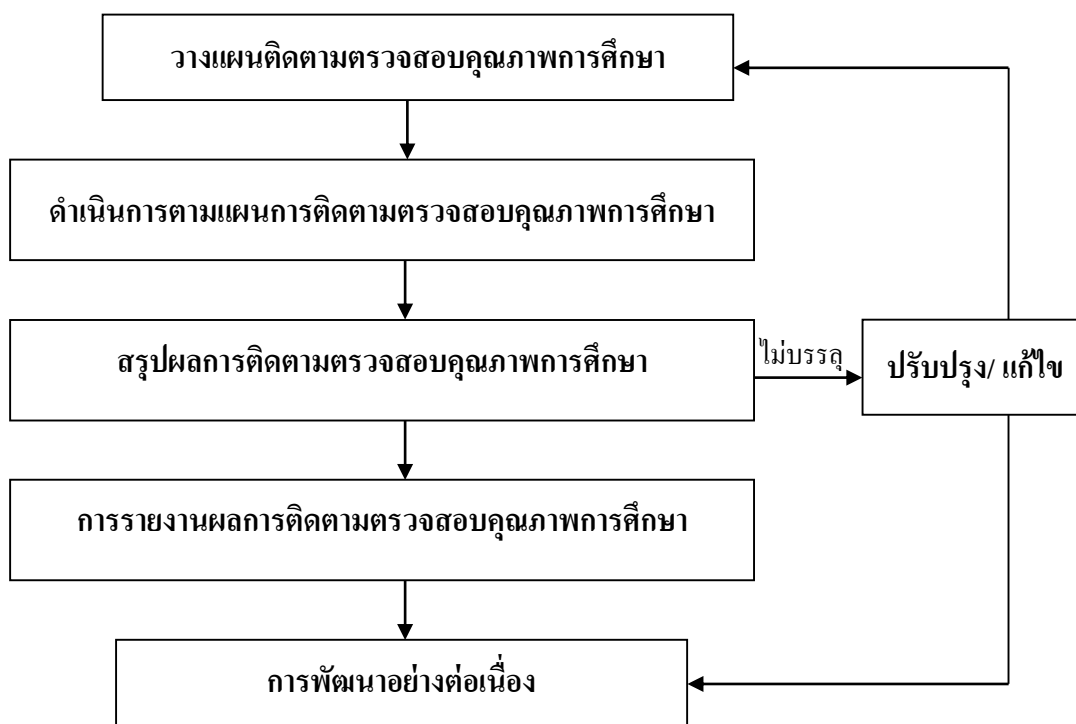 วางแผนติดตามตรวจสอบคุณภาพการศึกษา
ดำเนินการตามแผนการติดตามตรวจสอบคุณภาพการศึกษา
สรุปผลการติดตามตรวจสอบคุณภาพการศึกษา
ไม่บรรลุ
ปรับปรุง/ แก้ไข
การรายงานผลการติดตามตรวจสอบคุณภาพการศึกษา
การพัฒนาอย่างต่อเนื่อง